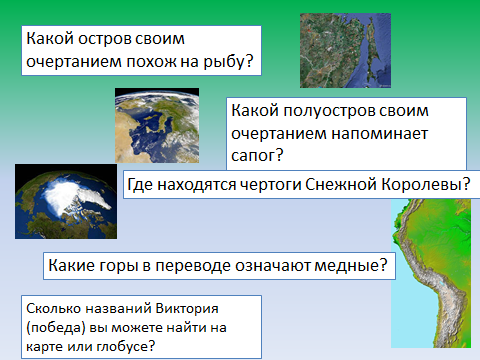 Какой остров своим
очертанием похож на рыбу?
Какой полуостров своим
очертанием напоминает
сапог?
Где находятся чертоги Снежной Королевы?
Какие горы в переводе означают медные?
Сколько названий Виктория
(победа) вы можете найти на
карте или глобусе?